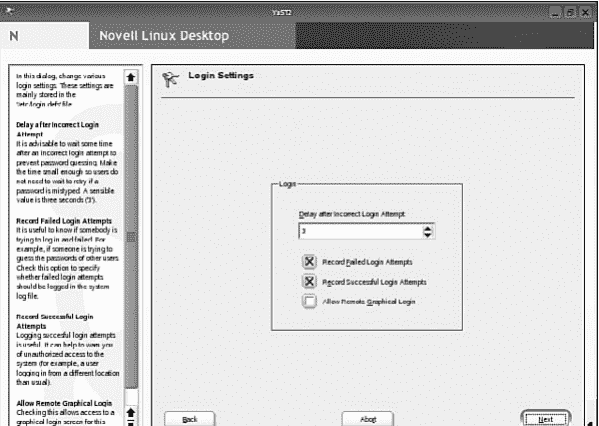 YaST2
N Novell Linux Desktop
In this dialog, change various
login settings. These settings are
mainly stored in the
'/etc/login.defs' file.
Delay after Incorrect Login
Attempt
It is advisable to wait some time
after an incorrect login attempt to
prevent password guessing. Make
the time small enough so users do
not need to wait to retry if a
password is mistyped. A sensible
value is three seconds ('3').
Record Failed Login Attempts
It is useful to know if somebody is
trying to log in and failed. For
example, if someone is trying to
guess the passwords of other users.
Check this option to specify
whether failed login attempts
should be logged in the system
log file.
Record Successful Login
Attempts
Logging succesful login attempts
is useful. It can help to warn you
of unauthorized access to the
system (for example, a user
logging in from a different location
than usual).
Allow Remote Graphical Login
Checking this allows access to a
graphical login screen for this
Login Settings
Login
Delay after Incorrect Login Attempt
3
Record Failed Login Attempts
Record Successful Login Attempts
Allow Remote Graphical Login
Back
Abort
Next